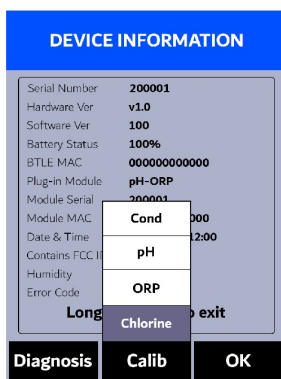 DEVICE INFORMATION
Serial Number 200001
Hardware Ver v1.0
Software Ver 100
Battery Status 100%
BTLE MAC 000000000000
Plug-in Module pH-ORP
Module Serial 200001
Module MAC 000
Date & Time 12:00
Contains FCC
Humidity
Error Code
Long exit
Cond
pH
ORP
Chlorine
Diagnosis Calib OK